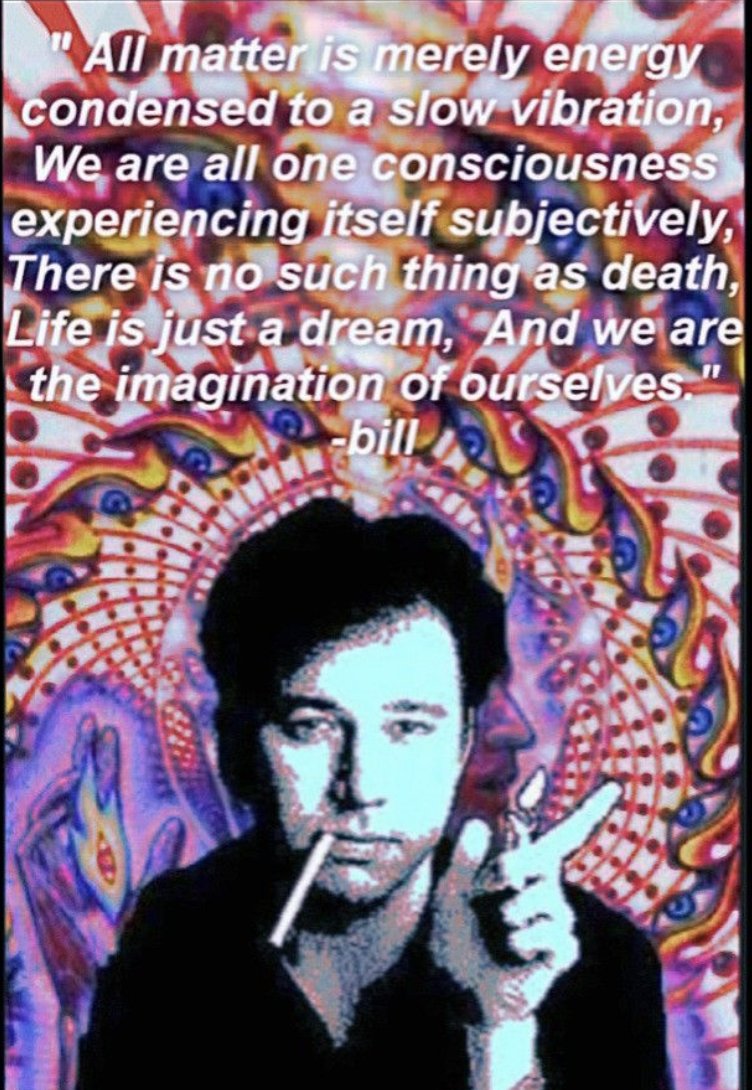 " All matter is merely energy
condensed to a slow vibration,
We are all one consciousness
experiencing itself subjectively,
There is no such thing as death,
Life is just a dream,  And we are
the imagination of ourselves."
-bill